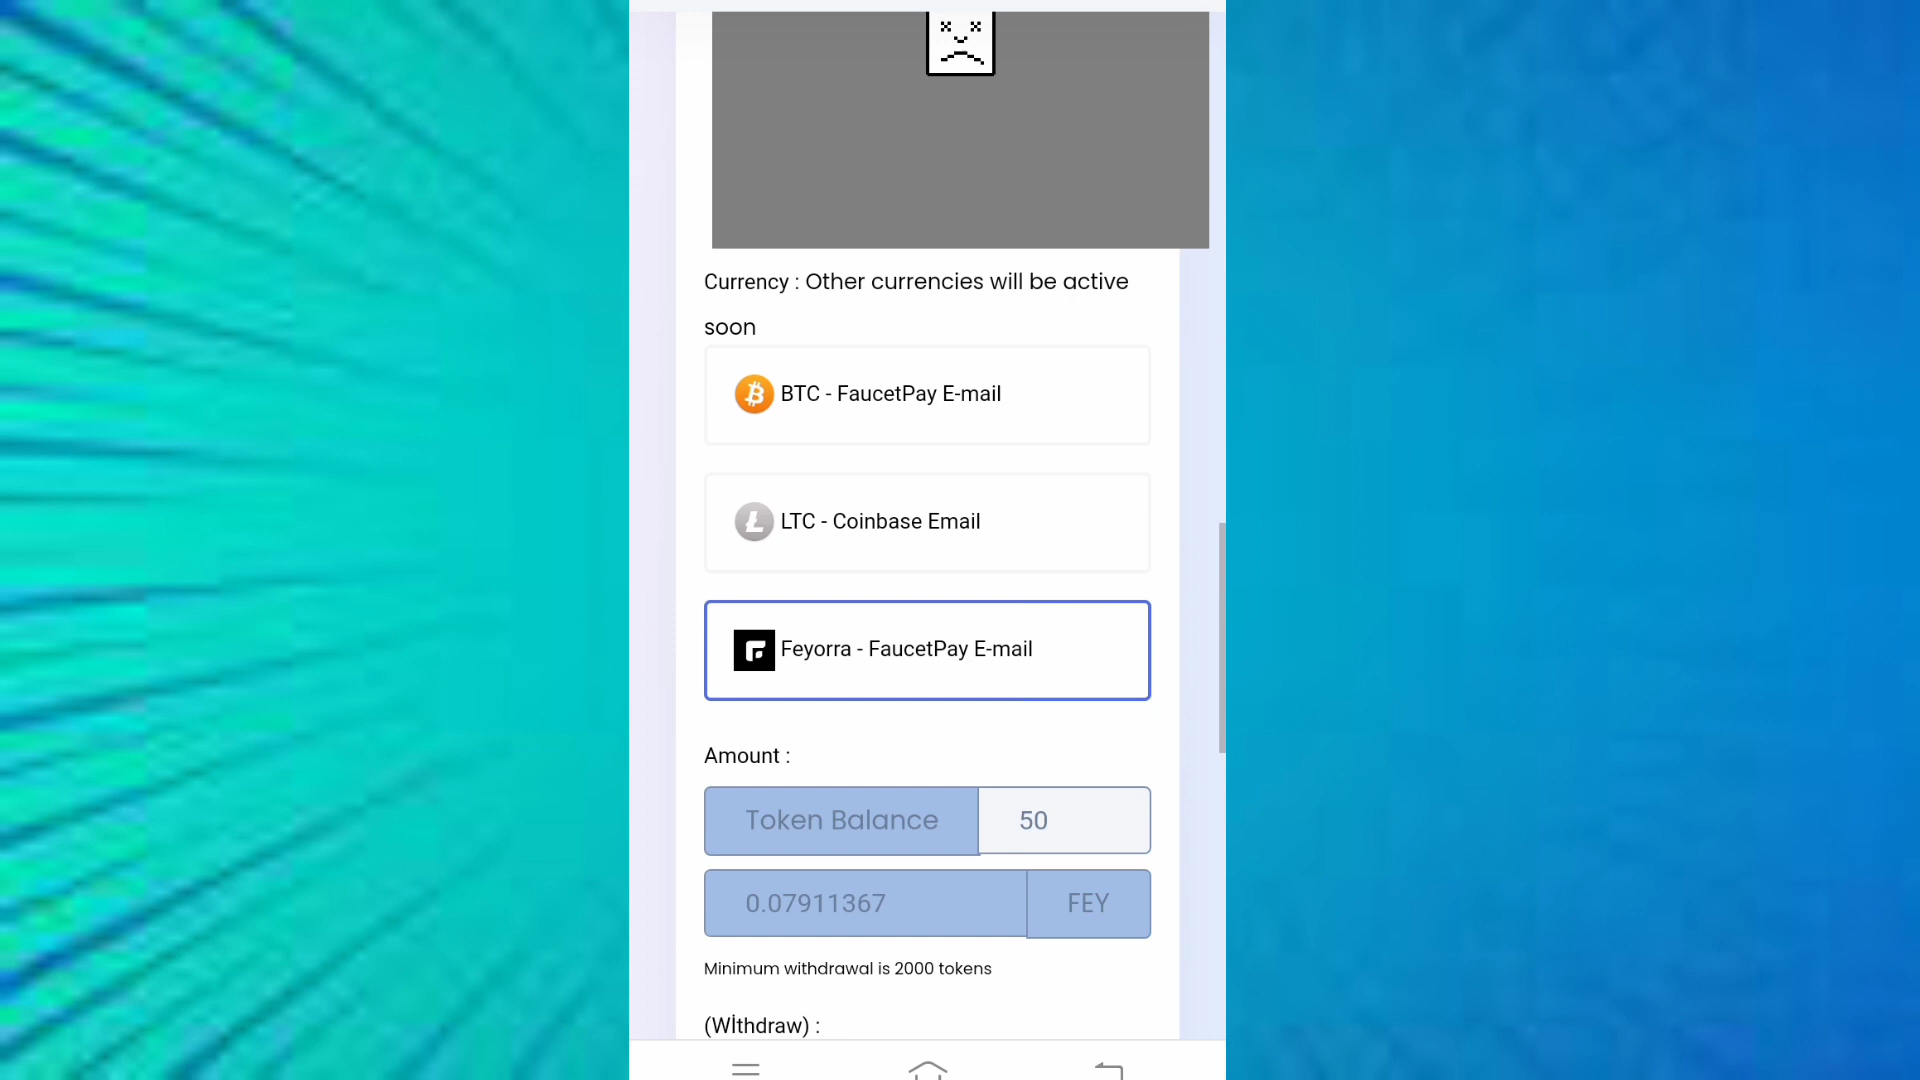 Currency : Other currencies will be active
soon
BTC - FaucetPay E-mail
LTC - Coinbase Email
Feyorra - FaucetPay E-mail
Amount :
Token Balance 50
0.07911367 FEY
Minimum withdrawal is 2000 tokens
(Wİthdraw) :